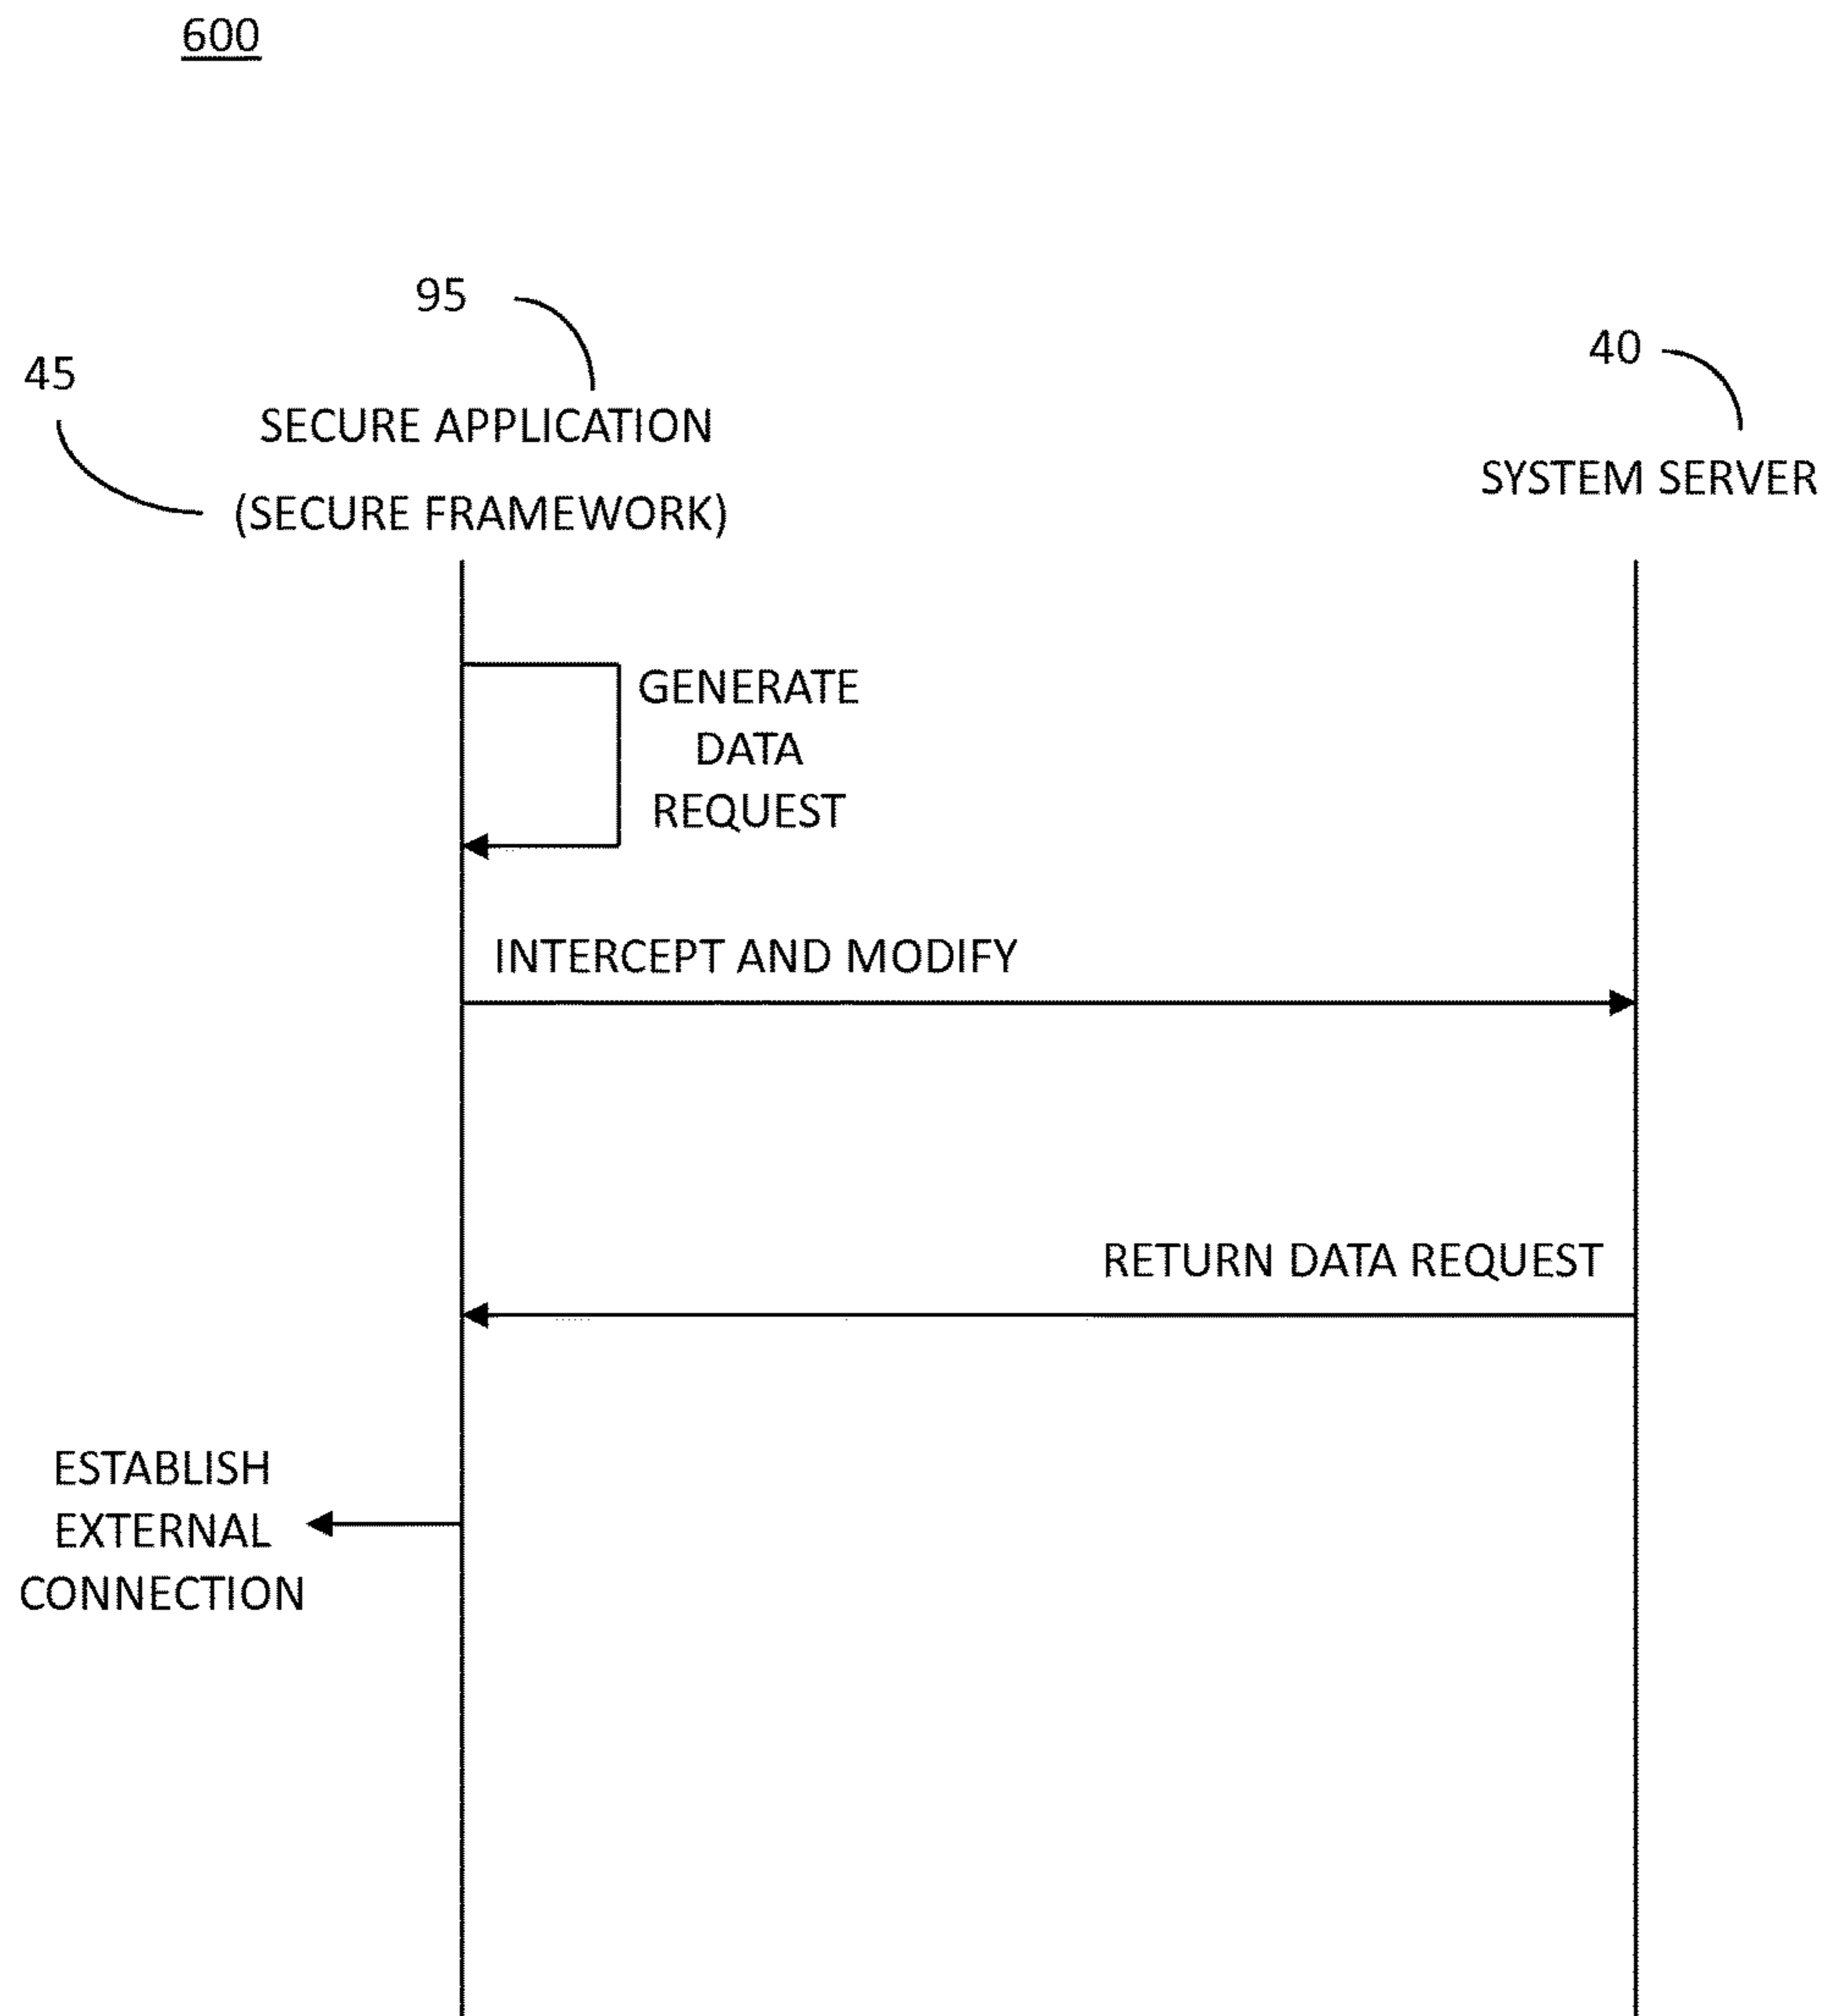 600
95
45
40
SECURE APPLICATION
(SECURE FRAMEWORK)
SYSTEM SERVER
GENERATE
DATA
REQUEST
INTERCEPT AND MODIFY
RETURN DATA REQUEST
ESTABLISH
EXTERNAL
CONNECTION